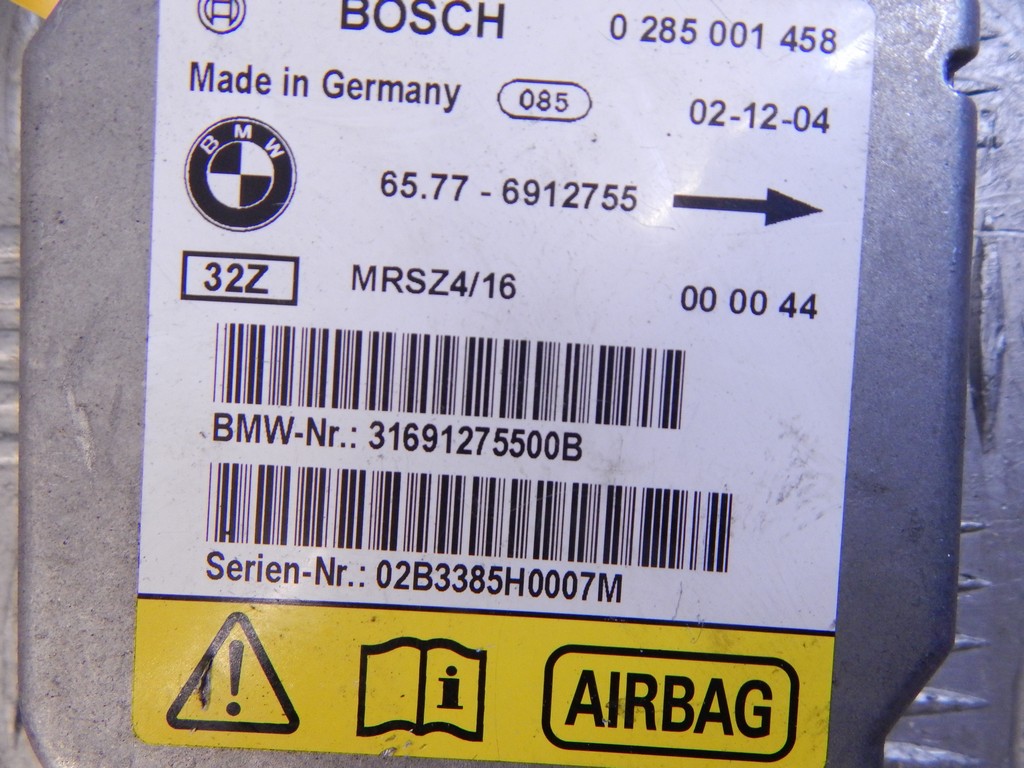 BOSCH 0 285 001 458
Made in Germany 085 02-12-04
BMW 65.77 - 6912755
32Z MRSZ4/16 00 00 44
BMW-Nr.: 31691275500B
Serien-Nr.: 02B3385H0007M
! i AIRBAG